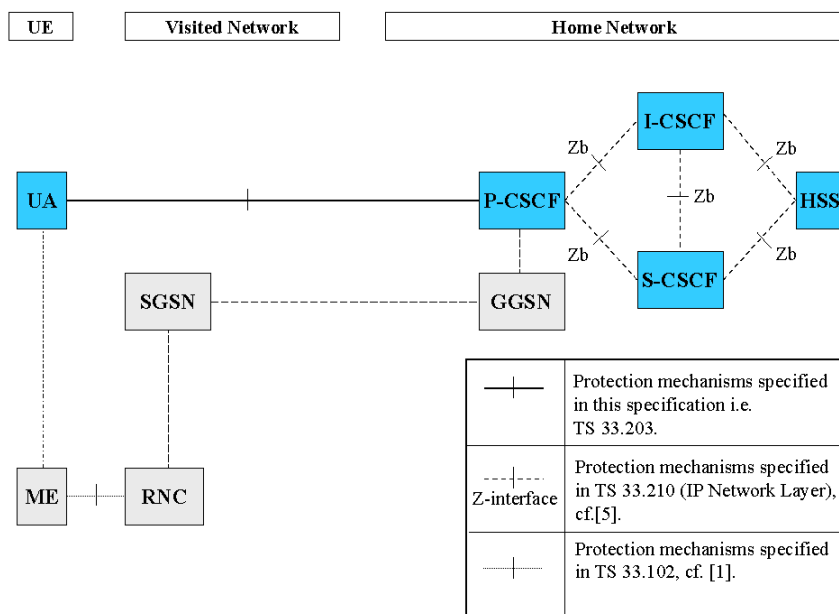 UE
Visited Network
Home Network
I-CSCF
Zb
Zb
UA
P-CSCF
Zb
HSS
Zb
Zb
S-CSCF
SGSN
GGSN
ME
RNC
Protection mechanisms specified
in this specification i.e.
TS 33.203.
Z-interface
Protection mechanisms specified
in TS 33.210 (IP Network Layer),
cf.[5].
Protection mechanisms specified
in TS 33.102, cf. [1].